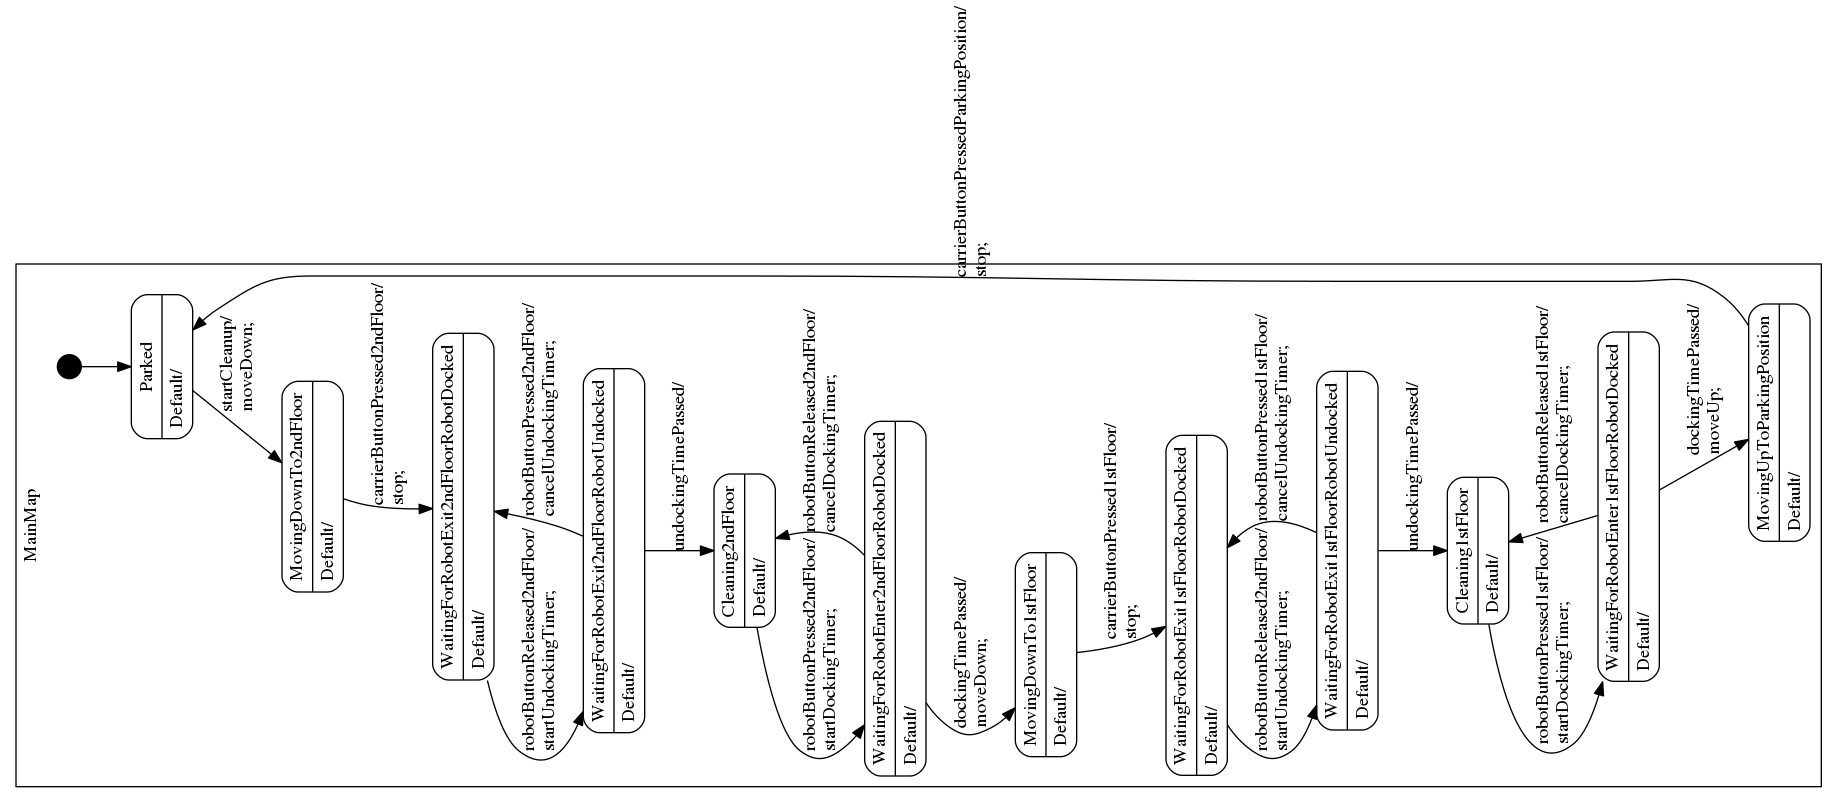 MainMap
Parked
Default/
startCleanup/
moveDown;
MovingDownTo2ndFloor
Default/
carrierButtonPressed2ndFloor/
stop;
WaitingForRobotExit2ndFloorRobotDocked
Default/
robotButtonPressed2ndFloor/
cancelUndockingTimer;
robotButtonReleased2ndFloor/
startUndockingTimer;
WaitingForRobotExit2ndFloorRobotUndocked
Default/
undockingTimePassed/
Cleaning2ndFloor
Default/
robotButtonReleased2ndFloor/
cancelDockingTimer;
robotButtonPressed2ndFloor/
startDockingTimer;
WaitingForRobotEnter2ndFloorRobotDocked
Default/
dockingTimePassed/
moveDown;
carrierButtonPressedParkingPosition/
stop;
MovingDownTo1stFloor
Default/
carrierButtonPressed1stFloor/
stop;
WaitingForRobotExit1stFloorRobotDocked
Default/
robotButtonPressed1stFloor/
cancelUndockingTimer;
robotButtonReleased2ndFloor/
startUndockingTimer;
WaitingForRobotExit1stFloorRobotUndocked
Default/
undockingTimePassed/
Cleaning1stFloor
Default/
robotButtonReleased1stFloor/
cancelDockingTimer;
robotButtonPressed1stFloor/
startDockingTimer;
WaitingForRobotEnter1stFloorRobotDocked
Default/
dockingTimePassed/
moveUp;
MovingUpToParkingPosition
Default/